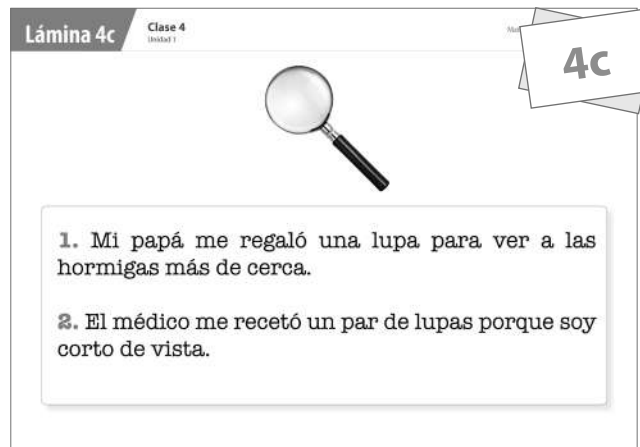 Lámina 4c
Clase 4
Unidad 1
4c
1. Mi papá me regaló una lupa para ver a las
hormigas más de cerca.
2. El médico me recetó un par de lupas porque soy
corto de vista.